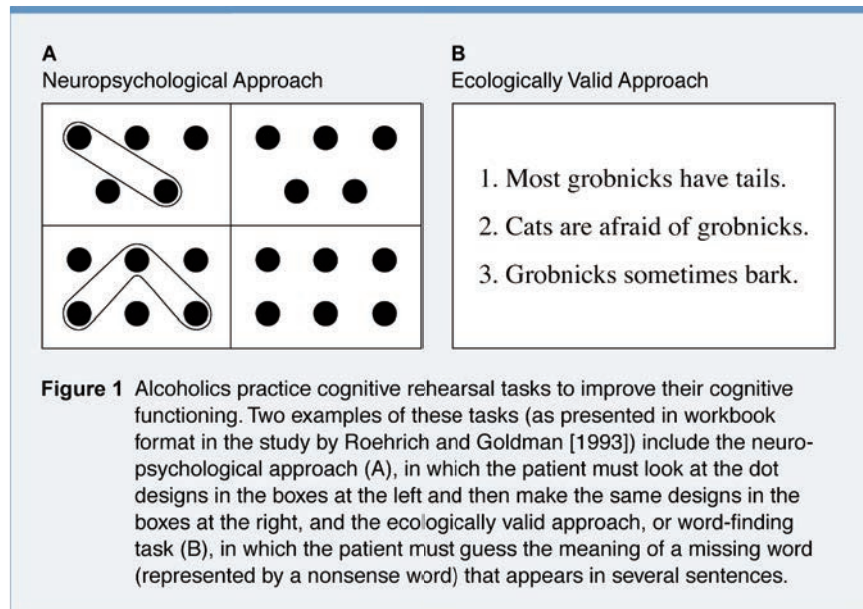 A
Neuropsychological Approach
B
Ecologically Valid Approach
1. Most grobnicks have tails.
2. Cats are afraid of grobnicks.
3. Grobnicks sometimes bark.
Figure 1 Alcoholics practice cognitive rehearsal tasks to improve their cognitive
functioning. Two examples of these tasks (as presented in workbook
format in the study by Roehrich and Goldman [1993]) include the neuro-
psychological approach (A), in which the patient must look at the dot
designs in the boxes at the left and then make the same designs in the
boxes at the right, and the ecologically valid approach, or word-finding
task (B), in which the patient must guess the meaning of a missing word
(represented by a nonsense word) that appears in several sentences.